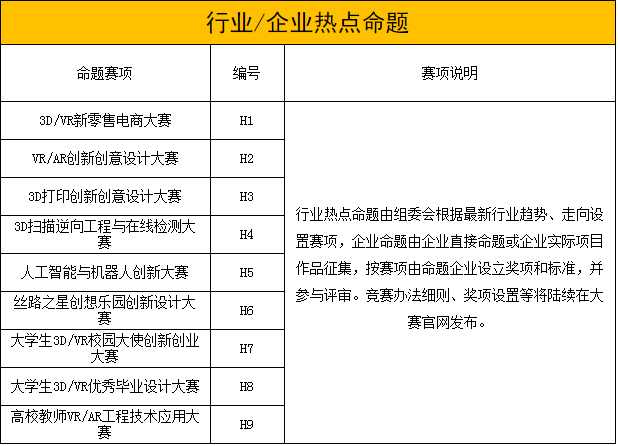 行业/企业热点命题
命题赛项
编号
赛项说明
3D/VR新零售电商大赛
H1
VR/AR创新创意设计大赛
H2
3D打印创新创意设计大赛
H3
3D扫描逆向工程与在线检测大
赛
H4
人工智能与机器人创新大赛
H5
丝路之星创想乐园创新设计大
赛
H6
大学生3D/VR校园大使创新创业
大赛
H7
大学生3D/VR优秀毕业设计大赛
H8
高校教师VR/AR工程技术应用大
赛
H9
行业热点命题由组委会根据最新行业趋势、走向设
置赛项，企业命题由企业直接命题或企业实际项目
作品征集，按赛项由命题企业设立奖项和标准，并
参与评审。竞赛办法细则、奖项设置等将陆续在大
赛官网发布。